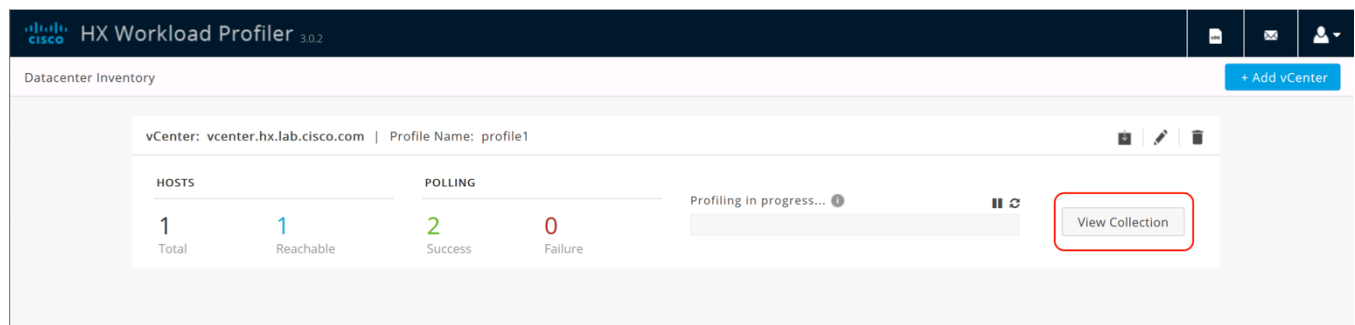 cisco HX Workload Profiler 3.0.2
LOG
Datacenter Inventory
+ Add vCenter
vCenter: vcenter.hx.lab.cisco.com | Profile Name: profile1
HOSTS
POLLING
Profiling in progress...
View Collection
1
1
2
0
Total
Reachable
Success
Failure